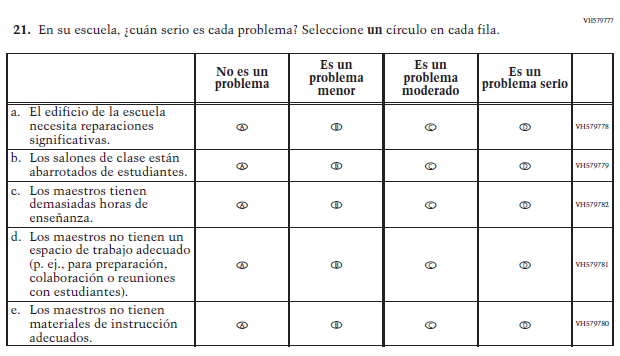 VH579777
21. En su escuela, ¿cuán serio es cada problema? Seleccione un círculo en cada fila.
No es un problema
Es un problema menor
Es un problema moderado
Es un problema serio
a. El edificio de la escuela
necesita reparaciones
significativas.
A B C D VH579778
b. Los salones de clase están
abarrotados de estudiantes.
A B C D VH579779
c. Los maestros tienen
demasiadas horas de
enseñanza.
A B C D VH579782
d. Los maestros no tienen un
espacio de trabajo adecuado
(p. ej., para preparación,
colaboración o reuniones
con estudiantes).
A B C D VH579781
e. Los maestros no tienen
materiales de instrucción
adecuados.
A B C D VH579780